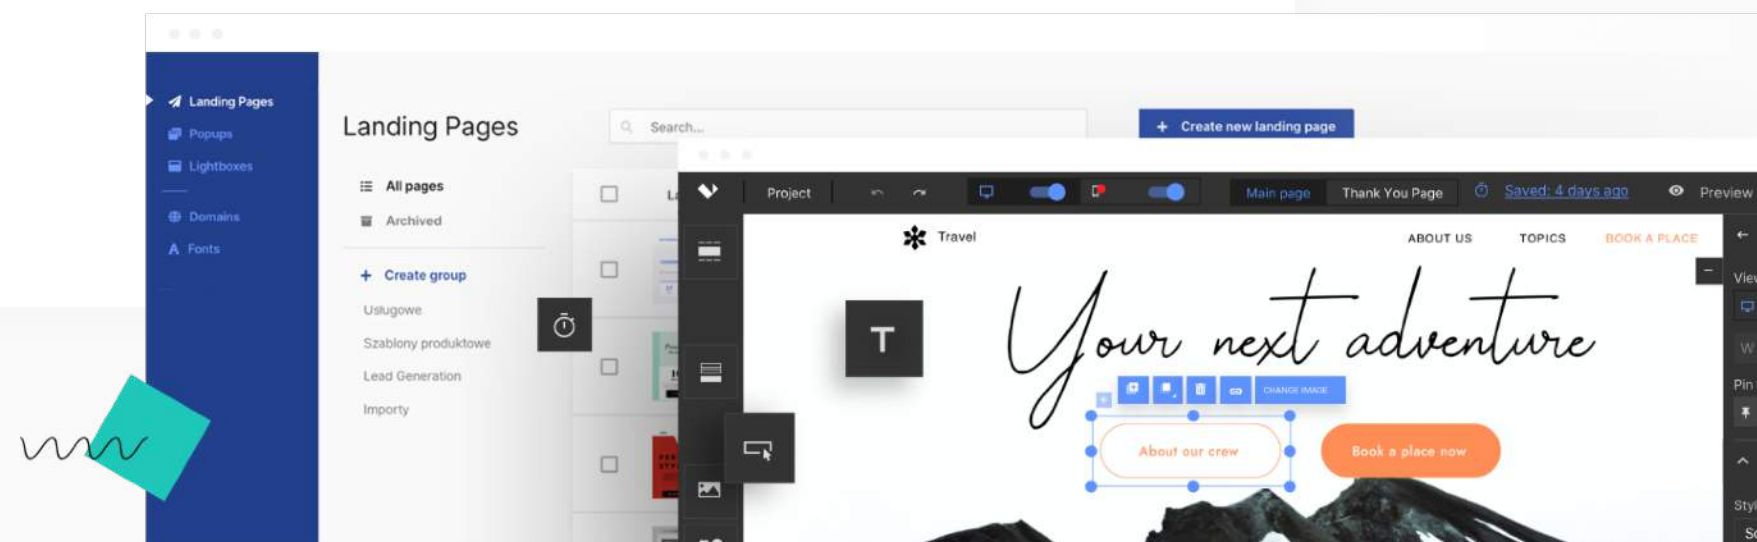 Landing Pages
Popups
Lightboxes
Domains
A Fonts
Landing Pages
Search...
+ Create new landing page
All pages
Archived
+ Create group
Usługowe
Szablony produktowe
Lead Generation
Importy
Project
Main page
Thank You Page
Saved: 4 days ago
Preview
Travel
ABOUT US
TOPICS
BOOK A PLACE
Your next adventure
T
CHANGE IMAGE
About our crew
Book a place now
Pin